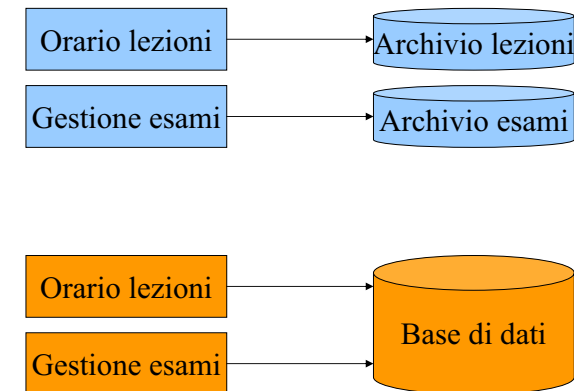 Orario lezioni
Archivio lezioni
Gestione esami
Archivio esami
Orario lezioni
Base di dati
Gestione esami